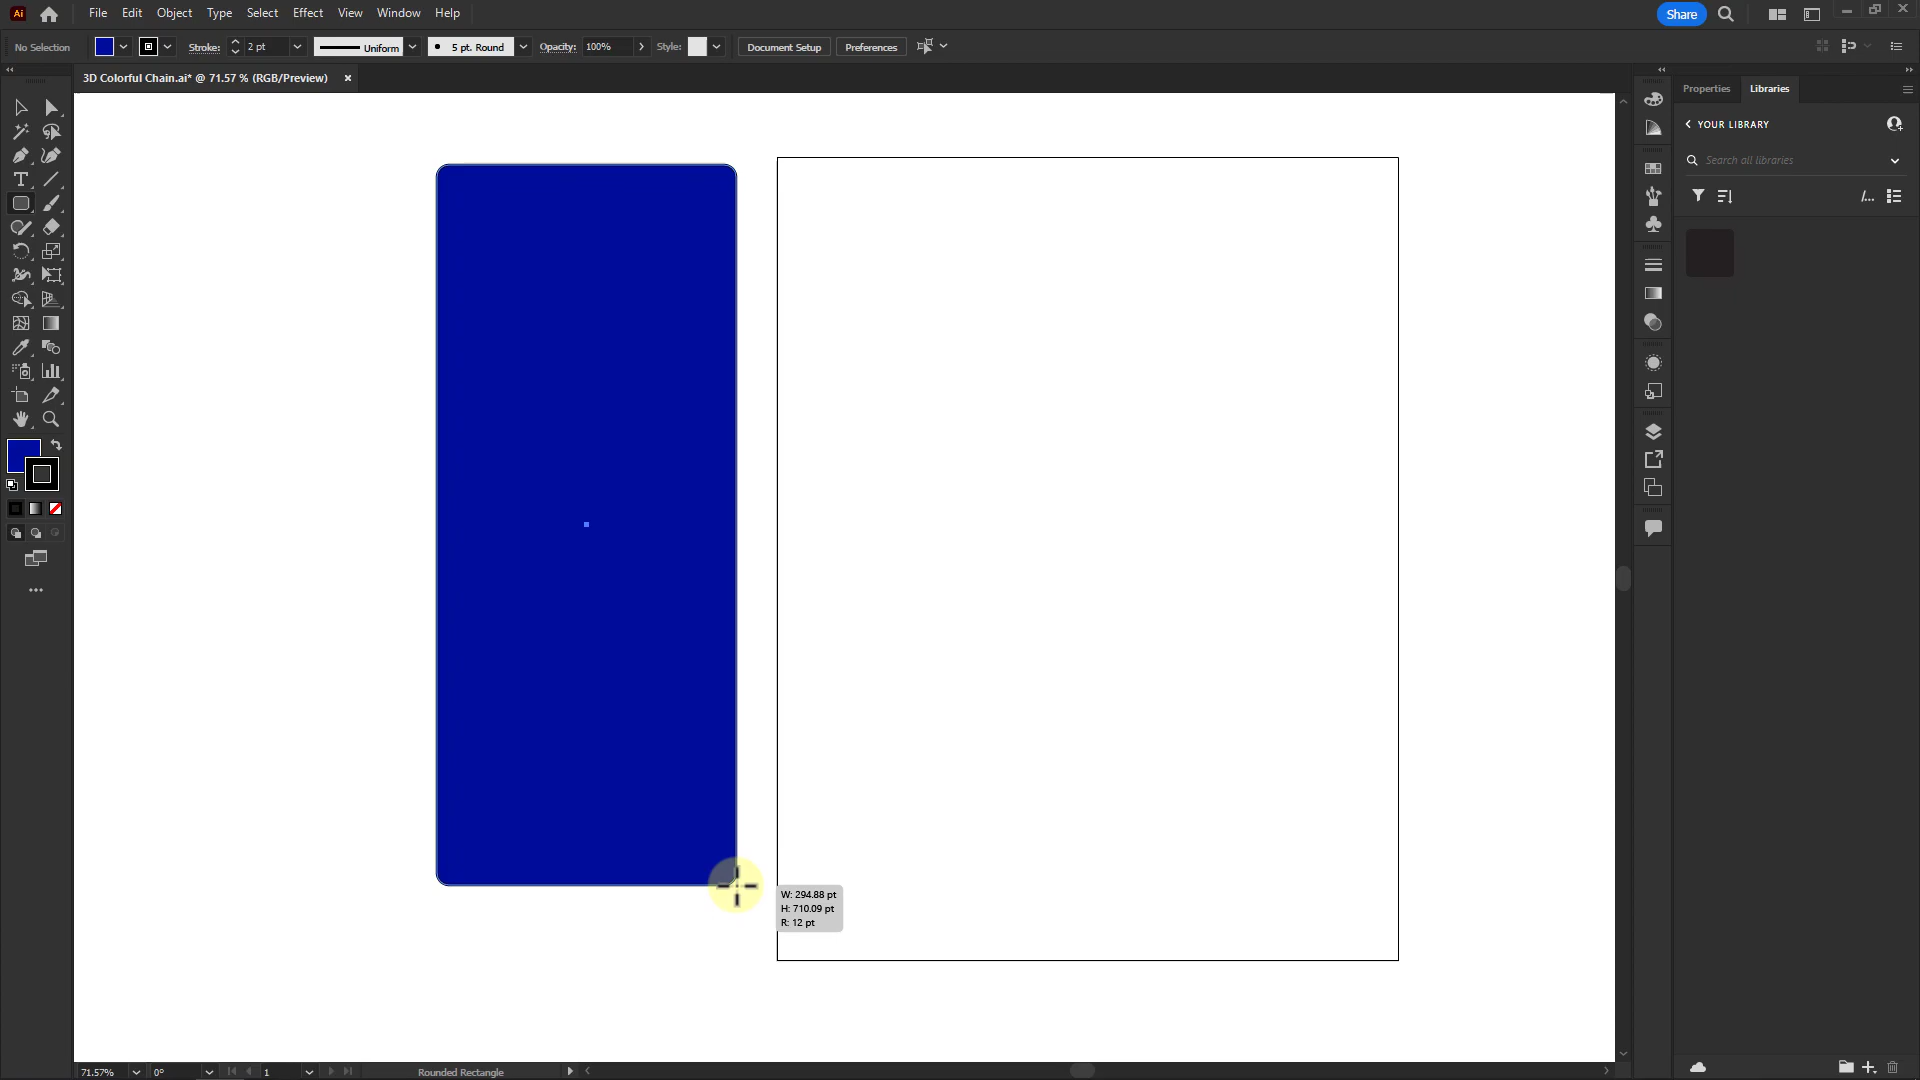 Ai File Edit Object Type Select Effect View Window Help Share
No Selection Stroke: 2 pt Uniform 5 pt. Round Opacity: 100% Style: Document Setup Preferences
3D Colorful Chain.ai* @ 71.57 % (RGB/Preview) ×
Properties Libraries
YOUR LIBRARY
Search all libraries
W: 294.88 pt
H: 710.09 pt
R: 12 pt
71.57% 0° 1 Rounded Rectangle